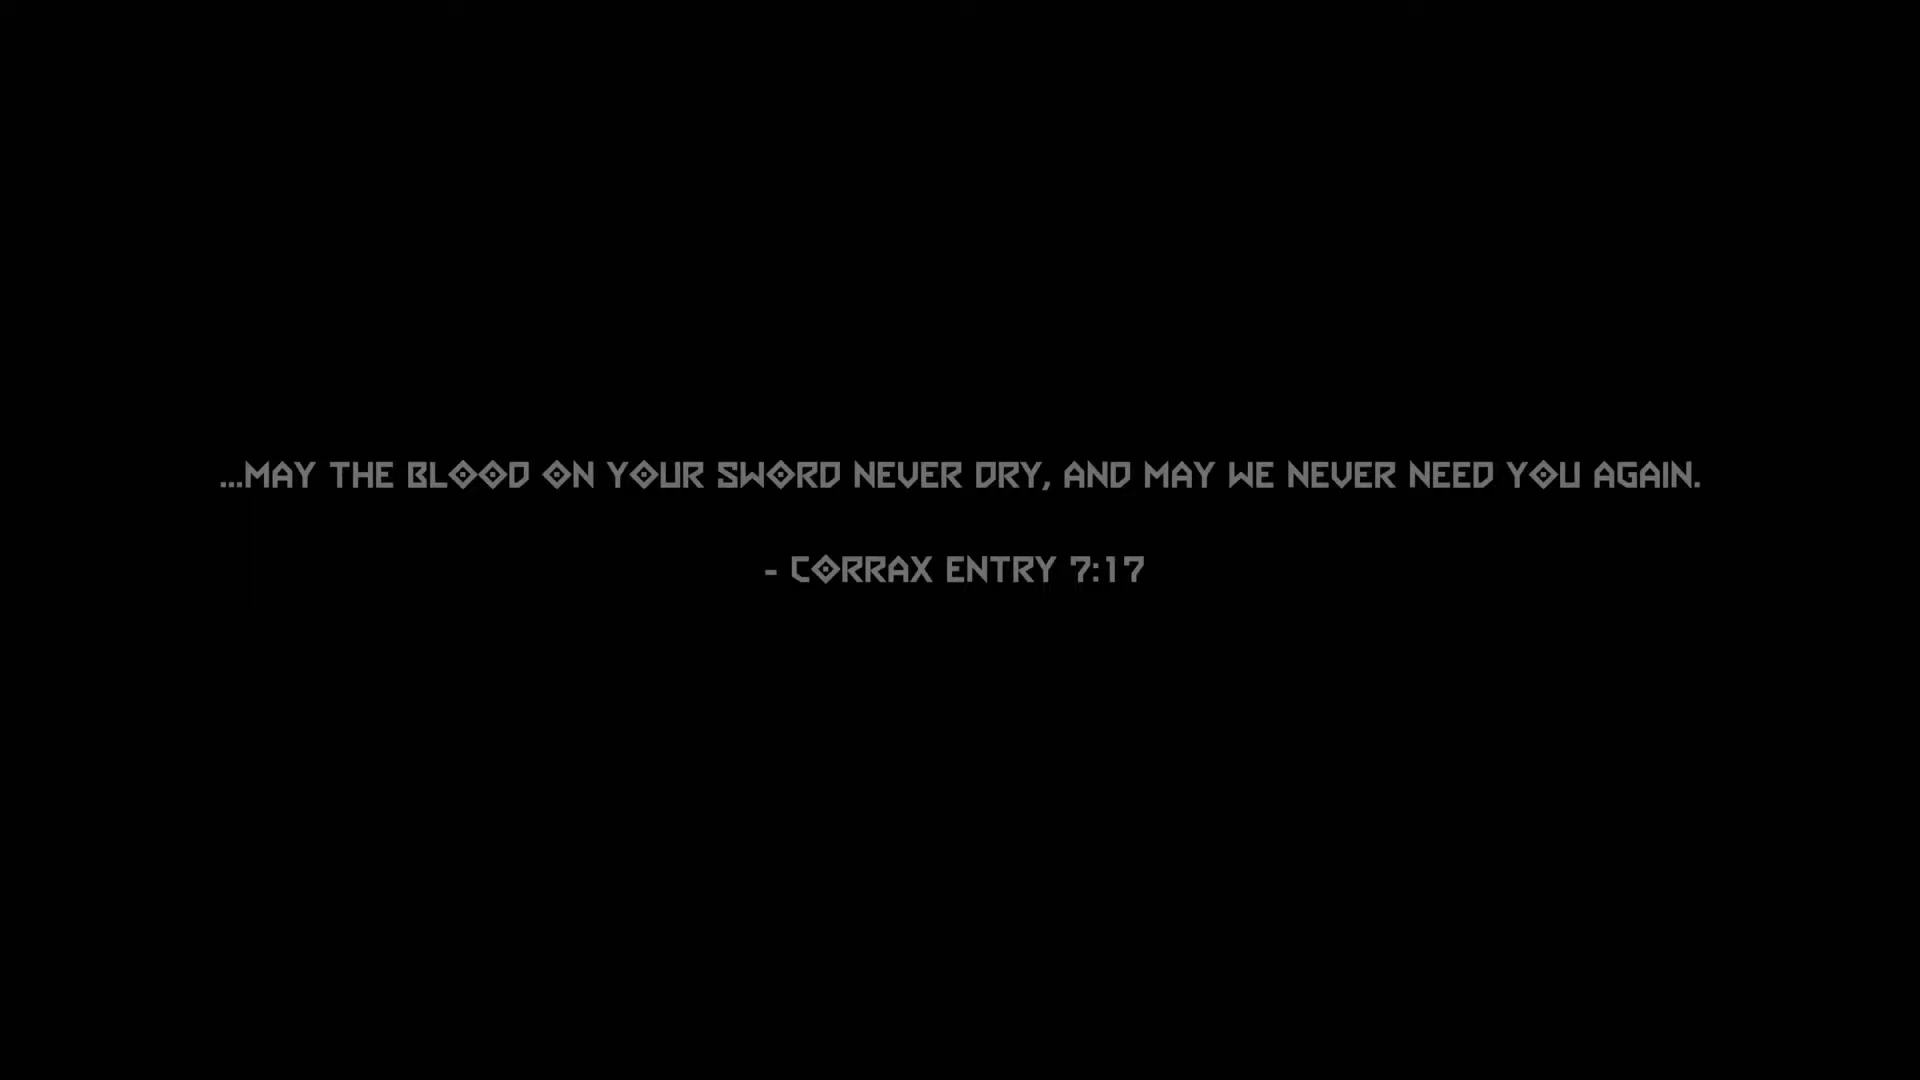 ...MAY THE BLOOD ON YOUR SWORD NEVER DRY, AND MAY WE NEVER NEED YOU AGAIN.
- CORRAX ENTRY 7:17